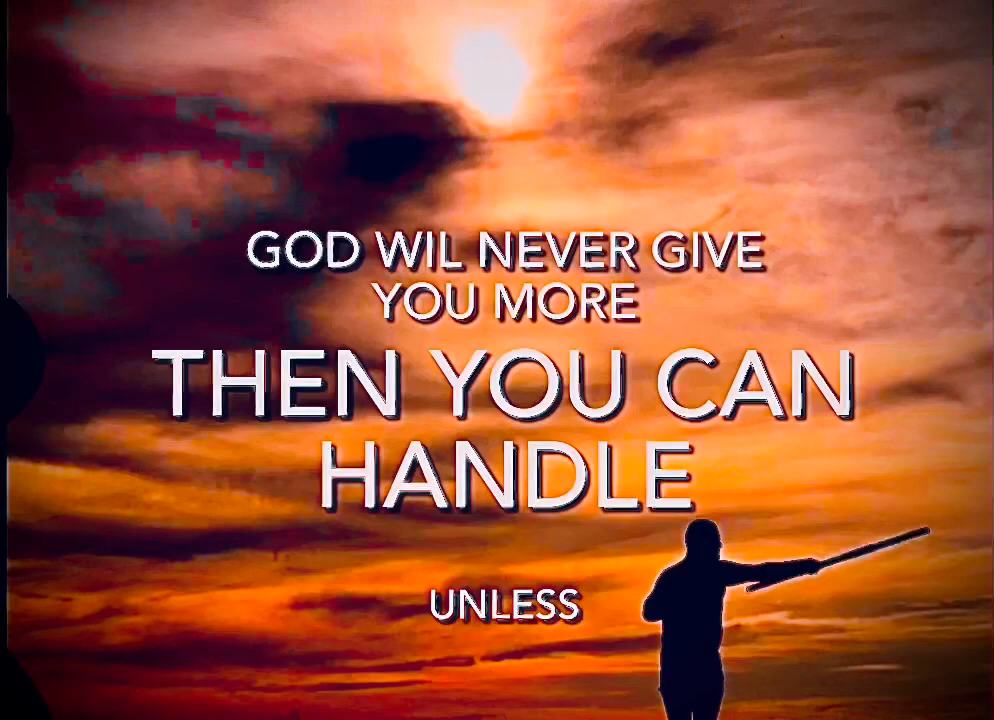 GOD WIL NEVER GIVE
YOU MORE
THEN YOU CAN
HANDLE
UNLESS